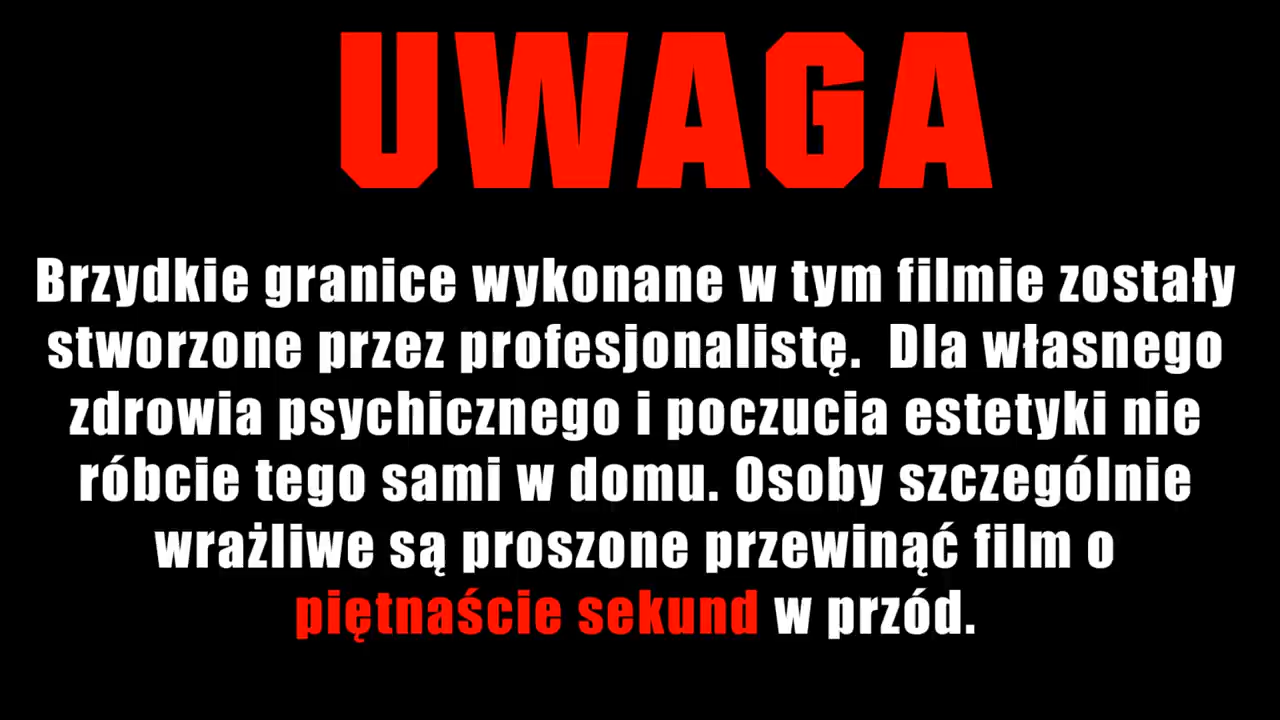 UWAGA
Brzydkie granice wykonane w tym filmie zostały
stworzone przez profesjonalistę.  Dla własnego
zdrowia psychicznego i poczucia estetyki nie
róbcie tego sami w domu. Osoby szczególnie
wrażliwe są proszone przewinąć film o
piętnaście sekund w przód.